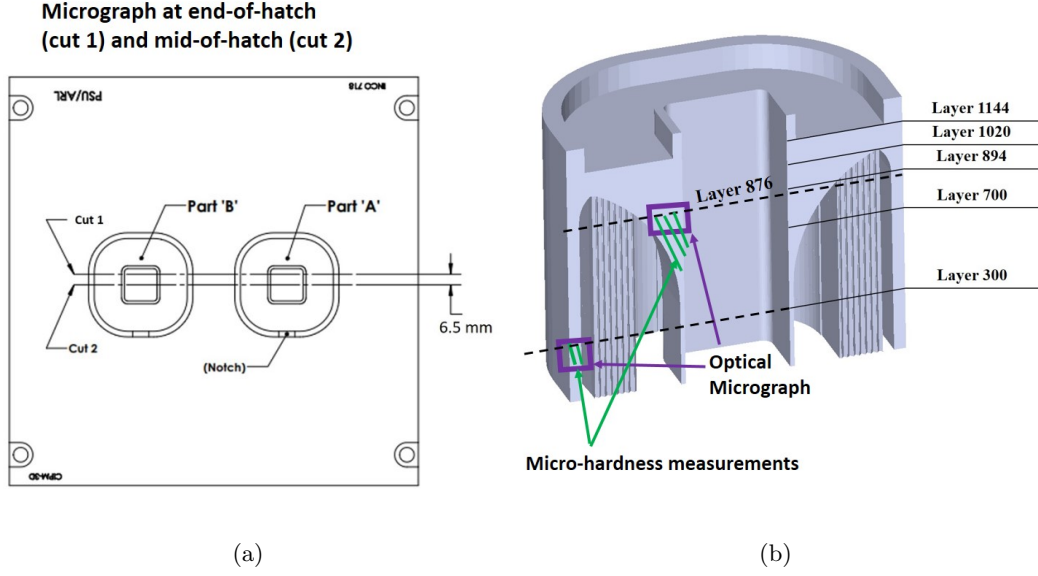 Micrograph at end-of-hatch
(cut 1) and mid-of-hatch (cut 2)
PSU/ARL
INCO 718
Cut 1
Part 'B'
Part 'A'
Cut 2
(Notch)
6.5 mm
CIPM-3D
(a)
Layer 1144
Layer 1020
Layer 894
Layer 876
Layer 700
Layer 300
Optical
Micrograph
Micro-hardness measurements
(b)